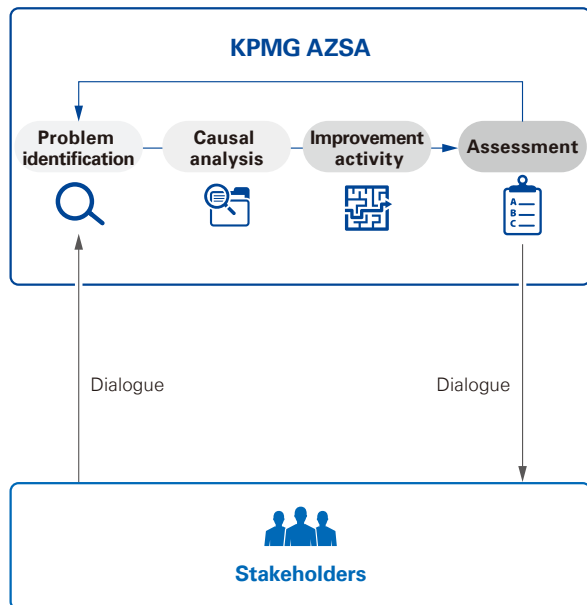 KPMG AZSA
Problem
identification
Causal
analysis
Improvement
activity
Assessment
A
B
C
Dialogue
Dialogue
Stakeholders